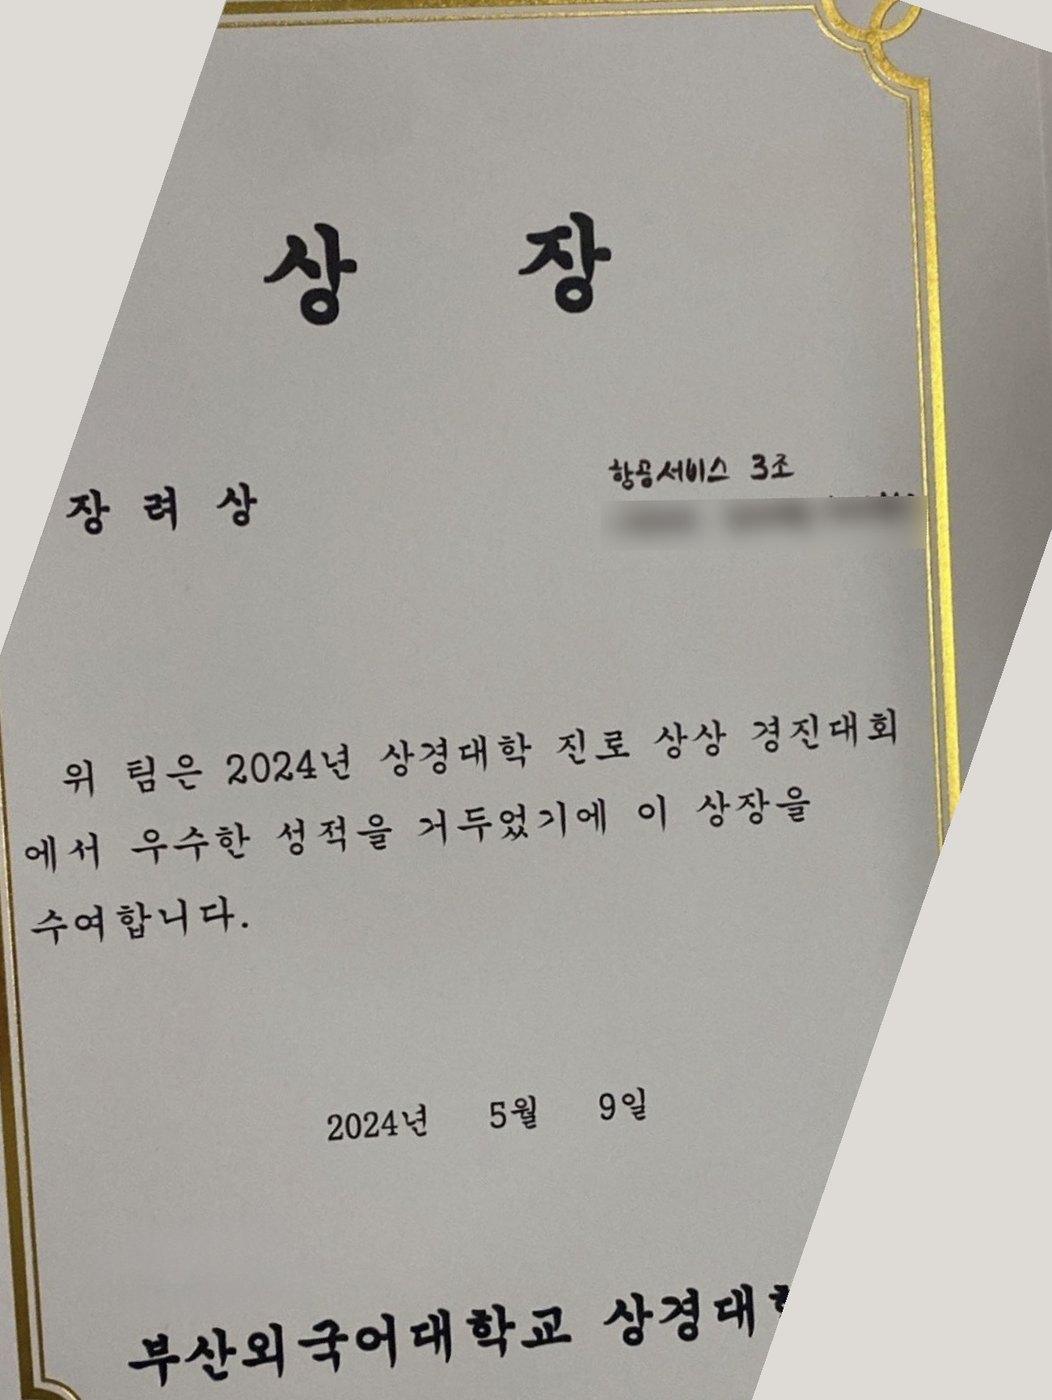 상 장
항공서비스 3조
장 려 상
위 팀은 2024년 상경대학 진로 상상 경진대회
에서 우수한 성적을 거두었기에 이 상장을
수여합니다.
2024년 5월 9일
부산외국어대학교 상경대